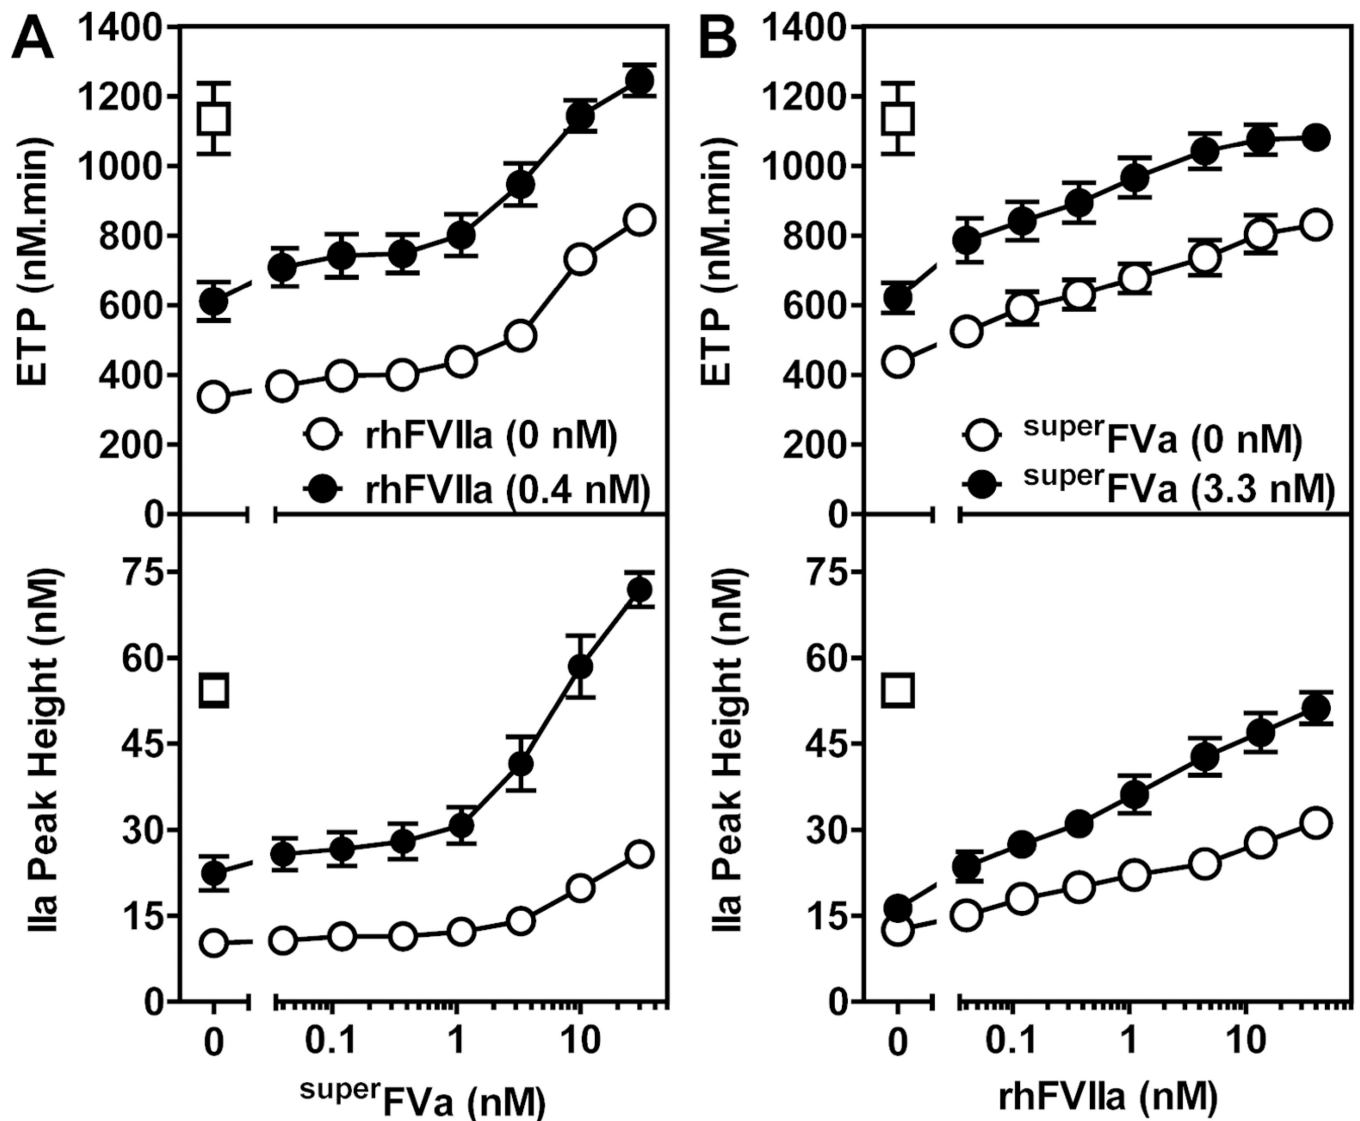 A
1400
1200
1000
800
600
400
200
0
ETP (nM.min)
rhFVIIa (0 nM)
rhFVIIa (0.4 nM)
75
60
45
30
15
0
IIa Peak Height (nM)
0 0.1 1 10
superFVa (nM)
B
1400
1200
1000
800
600
400
200
0
ETP (nM.min)
superFVa (0 nM)
superFVa (3.3 nM)
75
60
45
30
15
0
IIa Peak Height (nM)
0 0.1 1 10
rhFVIIa (nM)